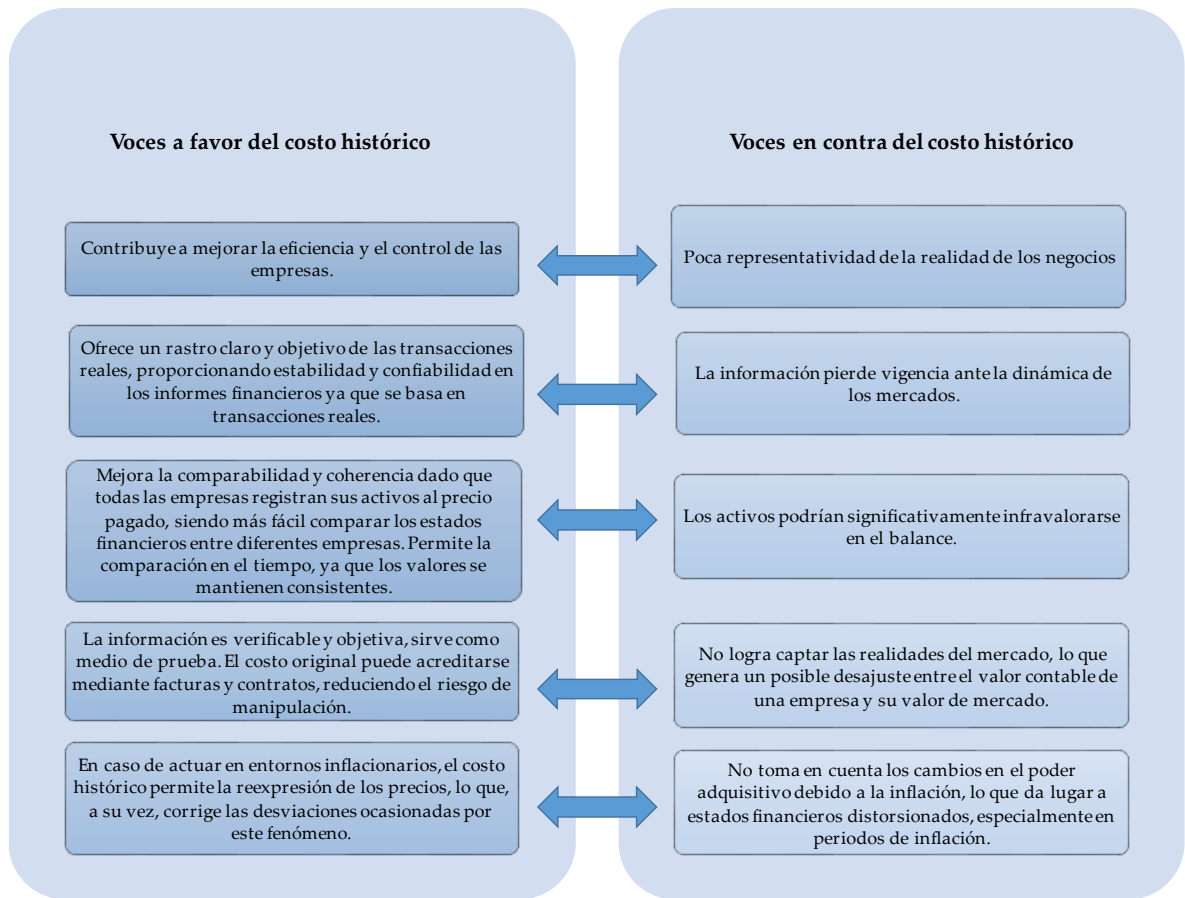 Voces a favor del costo histórico
Contribuye a mejorar la eficiencia y el control de las
empresas.
Ofrece un rastro claro y objetivo de las transacciones
reales, proporcionando estabilidad y confiabilidad en
los informes financieros ya que se basa en
transacciones reales.
Mejora la comparabilidad y coherencia dado que
todas las empresas registran sus activos al precio
pagado, siendo más fácil comparar los estados
financieros entre diferentes empresas. Permite la
comparación en el tiempo, ya que los valores se
mantienen consistentes.
La información es verificable y objetiva, sirve como
medio de prueba. El costo original puede acreditarse
mediante facturas y contratos, reduciendo el riesgo de
manipulación.
En caso de actuar en entornos inflacionarios, el costo
histórico permite la reexpresión de los precios, lo que,
a su vez, corrige las desviaciones ocasionadas por
este fenómeno.
Voces en contra del costo histórico
Poca representatividad de la realidad de los negocios
La información pierde vigencia ante la dinámica de
los mercados.
Los activos podrían significativamente infravalorarse
en el balance.
No logra captar las realidades del mercado, lo que
genera un posible desajuste entre el valor contable de
una empresa y su valor de mercado.
No toma en cuenta los cambios en el poder
adquisitivo debido a la inflación, lo que da lugar a
estados financieros distorsionados, especialmente en
periodos de inflación.